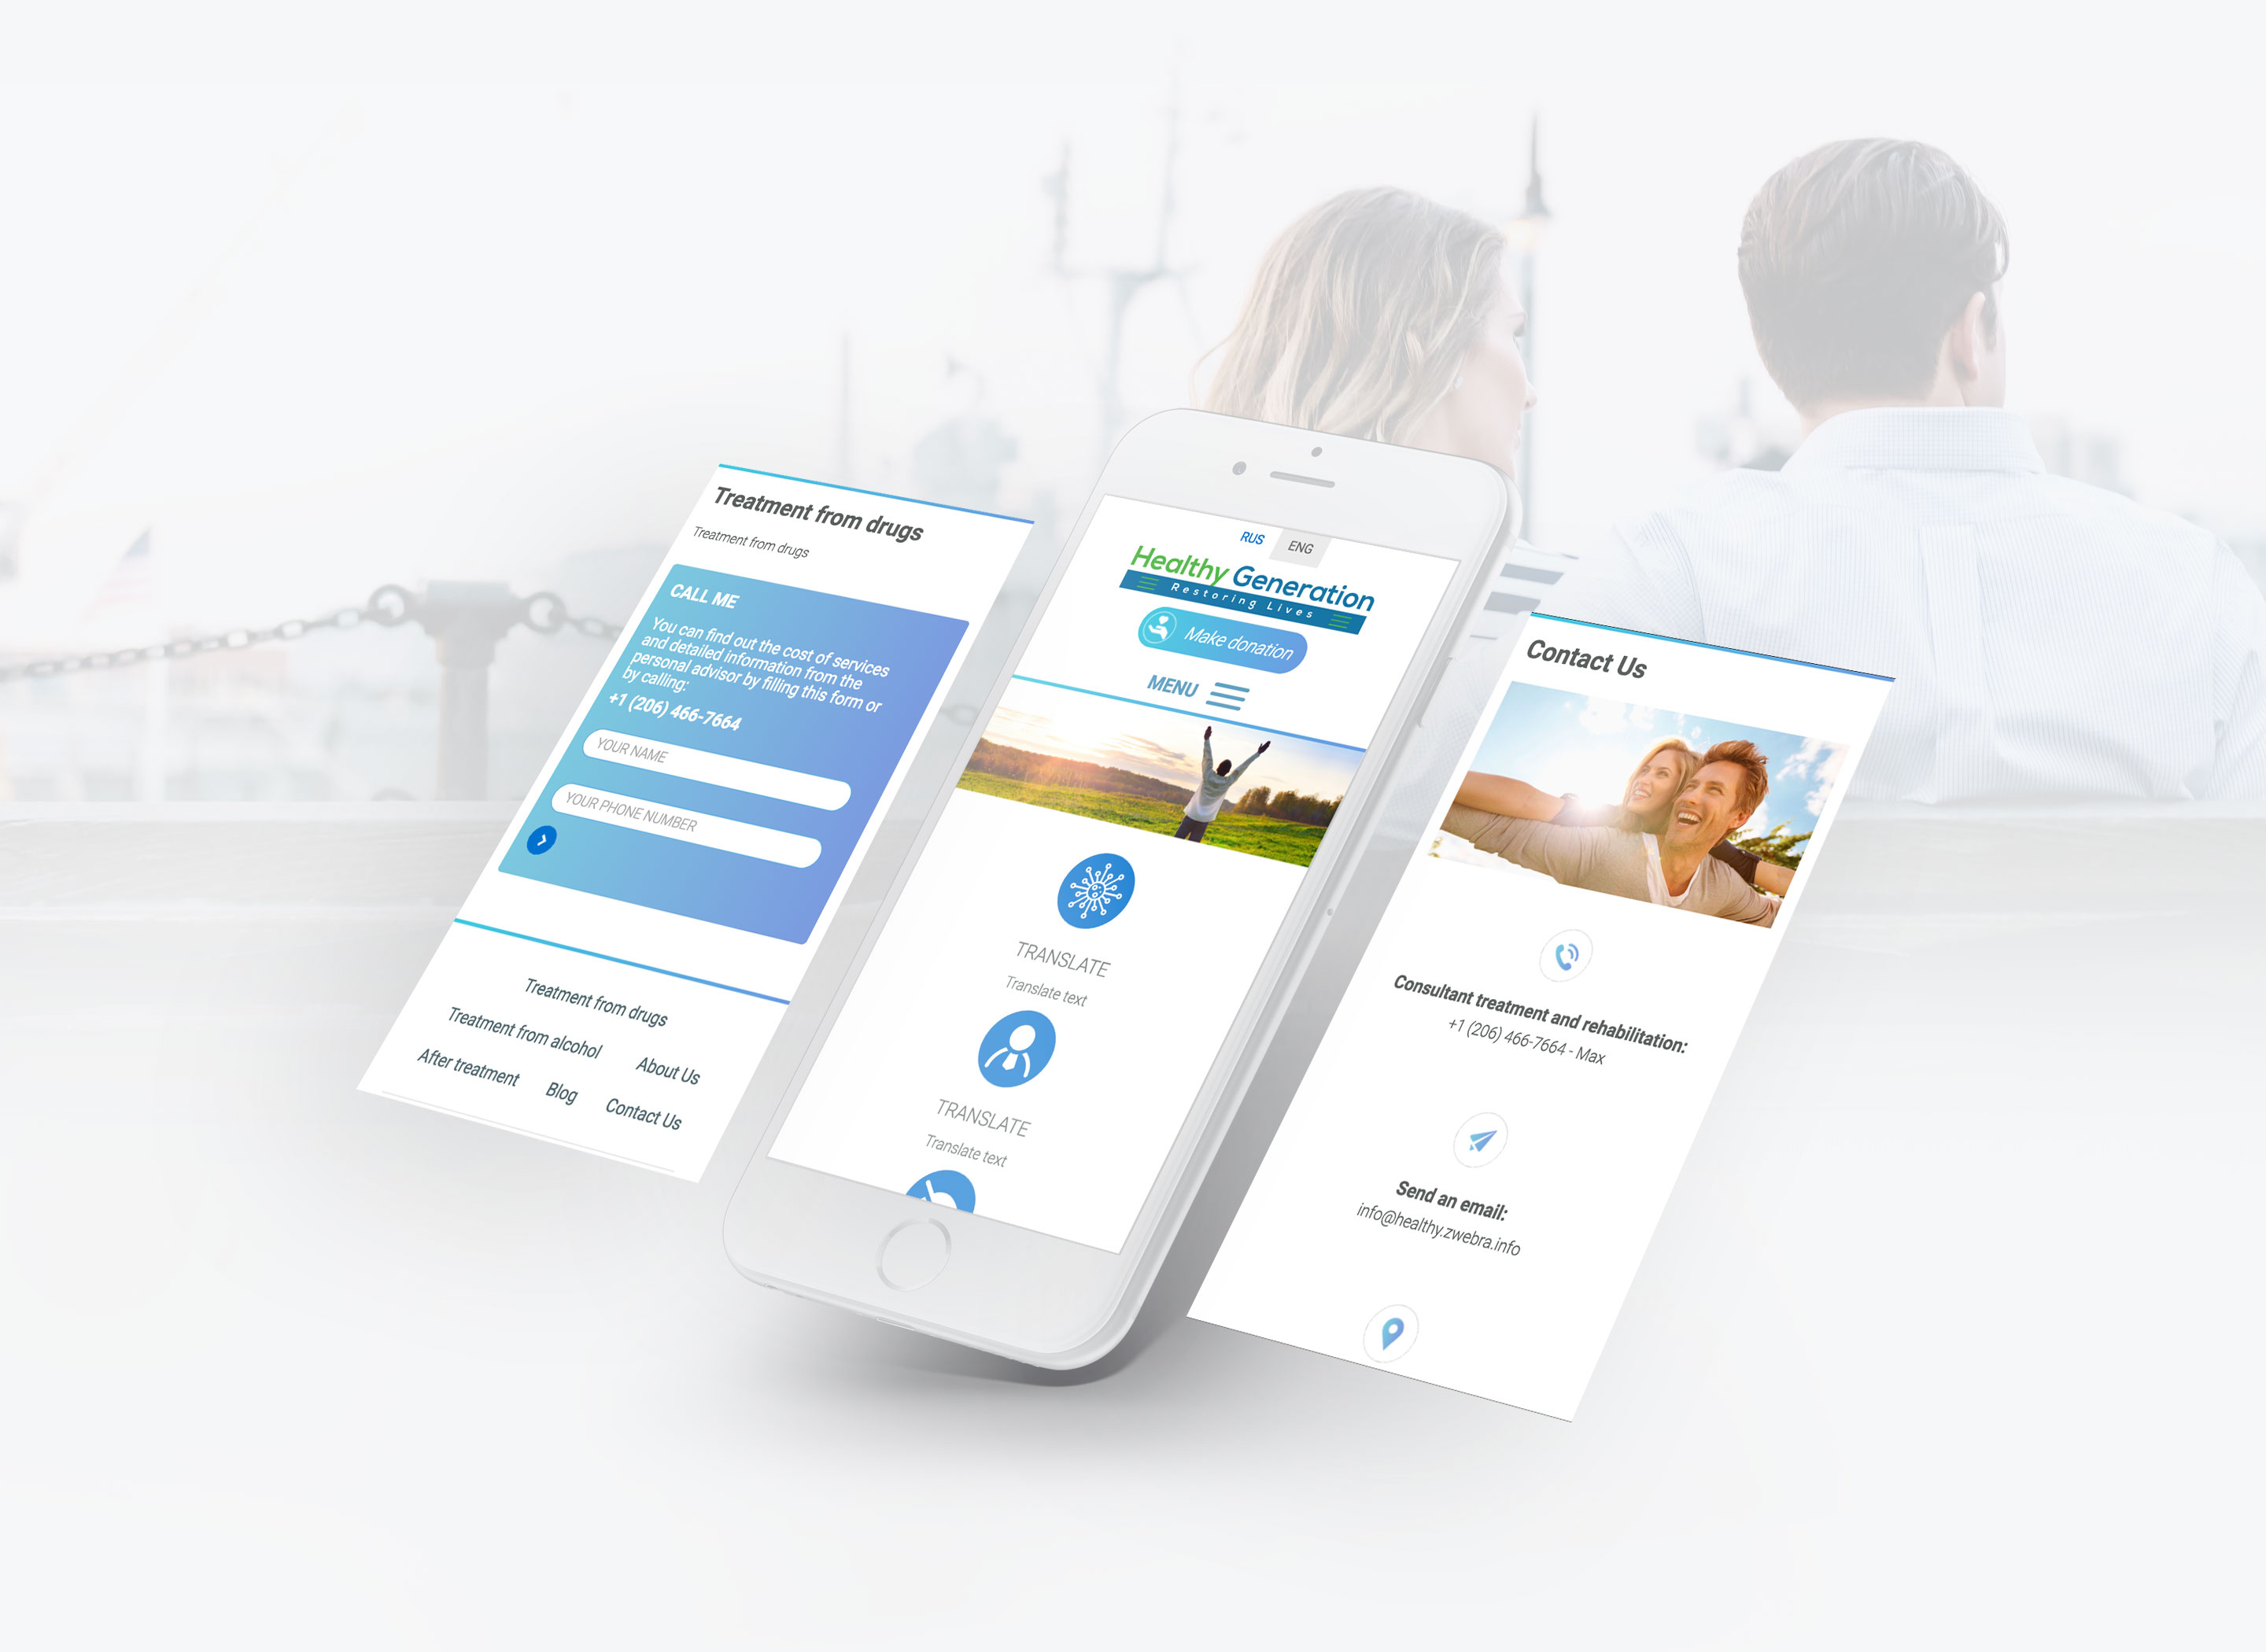 Treatment from drugs
Treatment from drugs
CALL ME
You can find out the cost of services
and detailed information from the
personal advisor by filling this form or
by calling:
+1 (206) 466-7664
YOUR NAME
YOUR PHONE NUMBER
Treatment from drugs
Treatment from alcohol
About Us
After treatment
Blog
Contact Us
RUS ENG
Healthy Generation
Restoring Lives
Make donation
MENU
TRANSLATE
Translate text
TRANSLATE
Translate text
Contact Us
Consultant treatment and rehabilitation:
+1 (206) 466-7664 - Max
Send an email:
info@healthy.zwebra.info